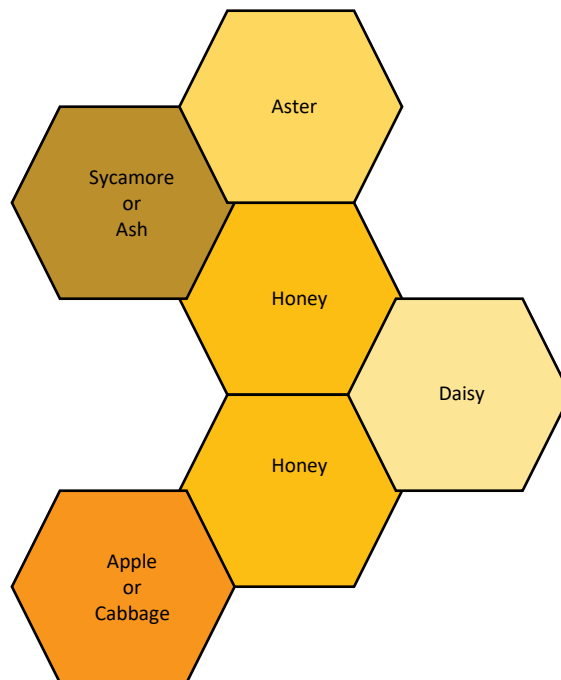 Aster
Sycamore
or
Ash
Honey
Daisy
Honey
Apple
or
Cabbage